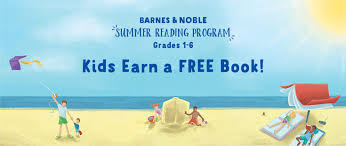 BARNES & NOBLE
SUMMER READING PROGRAM
Grades 1-6
Kids Earn a FREE Book!